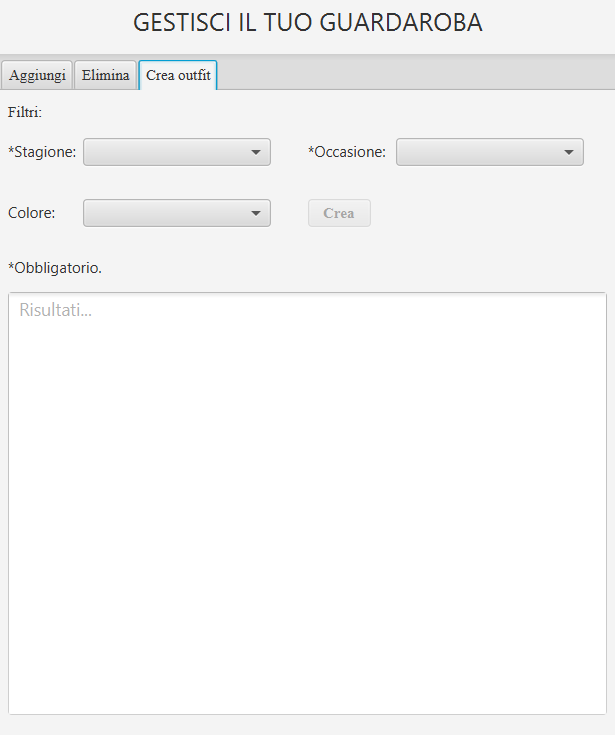 GESTISCI IL TUO GUARDAROBA
Aggiungi Elimina Crea outfit
Filtri:
*Stagione: *Occasione:
Colore: Crea
*Obbligatorio.
Risultati...